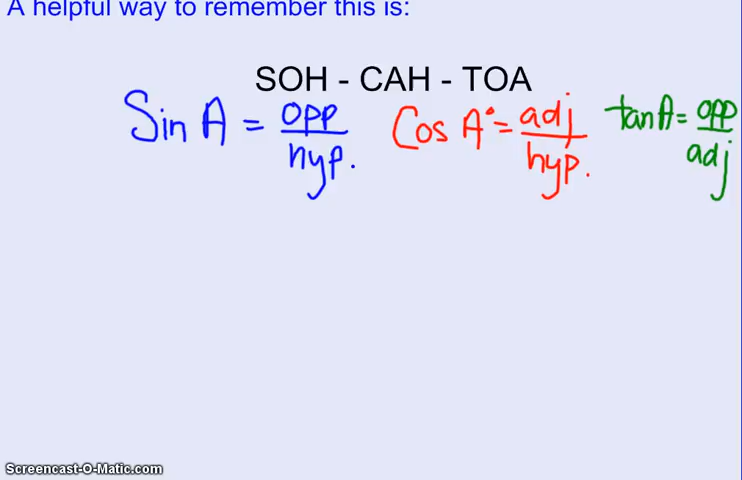 A helpful way to remember this is:
SOH - CAH - TOA
Sin A = opp/hyp. Cos A° = adj/hyp. tan A = opp/adj
Screencast-O-Matic.com